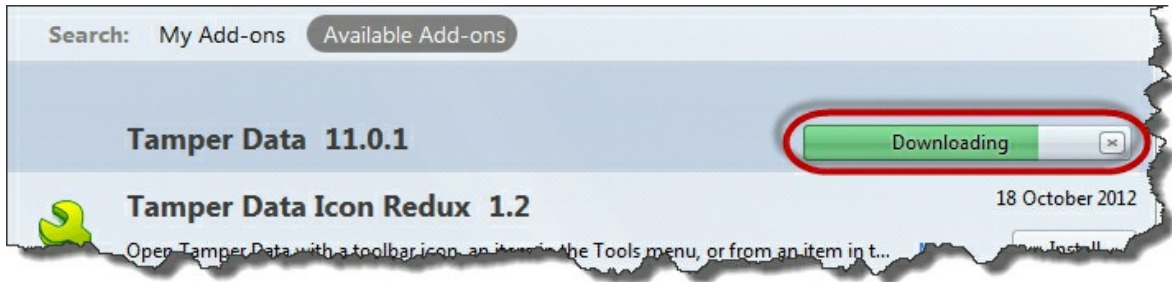 Search: My Add-ons Available Add-ons
Tamper Data 11.0.1
Downloading
Tamper Data Icon Redux 1.2
18 October 2012
Open Tamper Data with a toolbar icon, an item in the Tools menu, or from an item in t...
Install